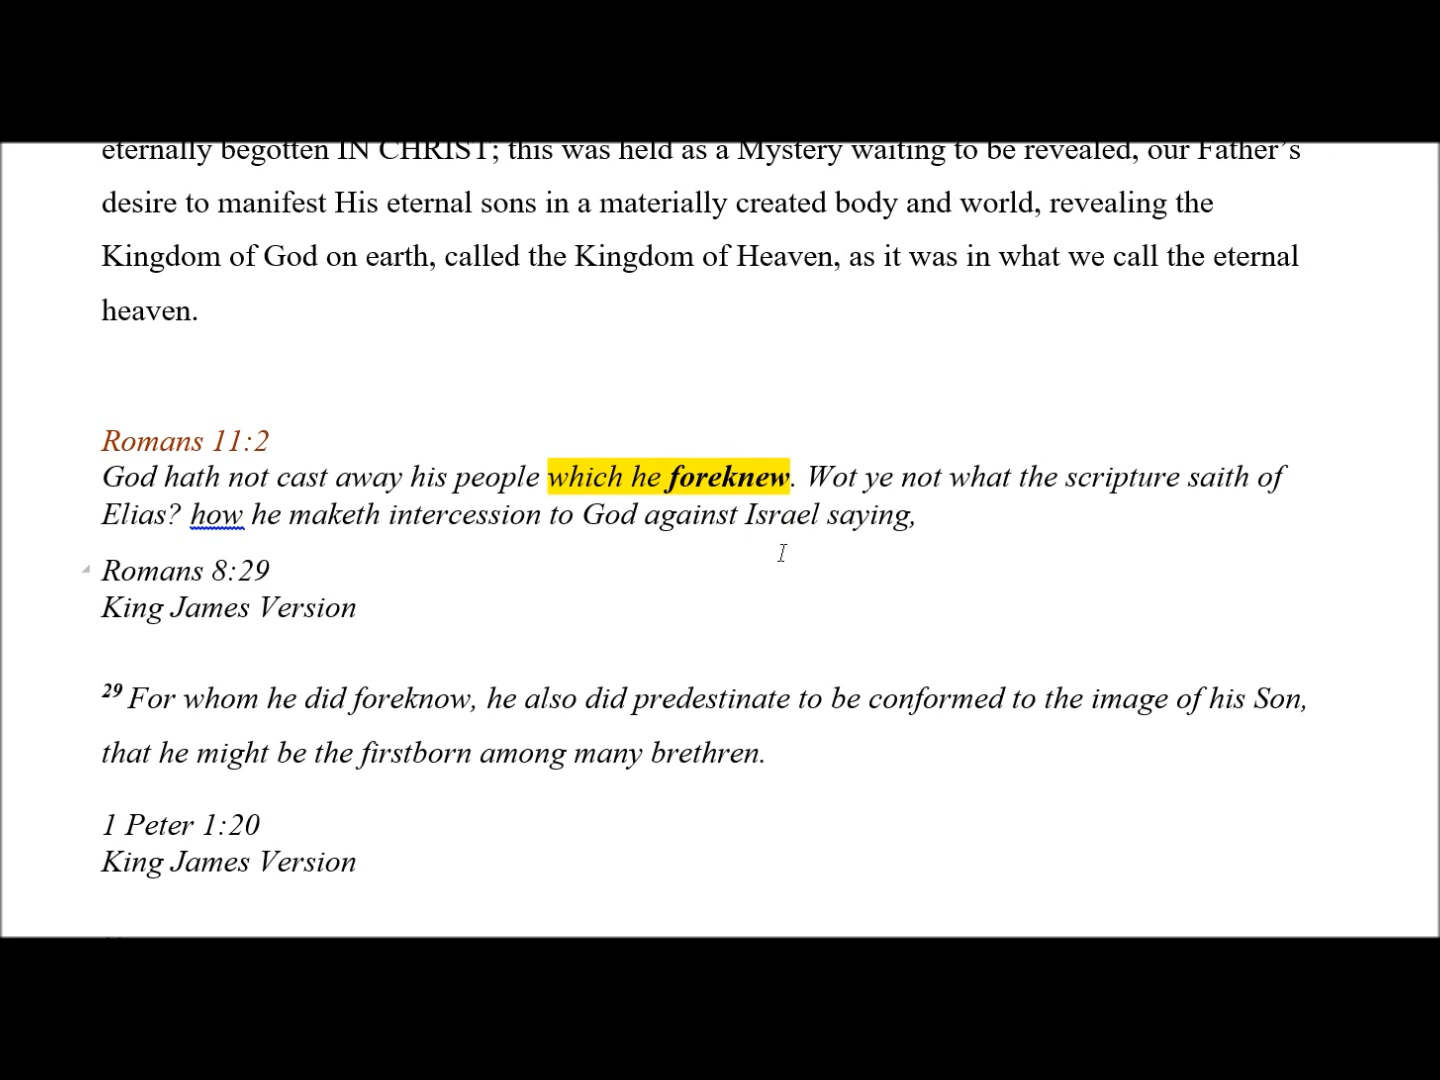 eternally begotten IN CHRIST; this was held as a Mystery waiting to be revealed, our Father’s
desire to manifest His eternal sons in a materially created body and world, revealing the
Kingdom of God on earth, called the Kingdom of Heaven, as it was in what we call the eternal
heaven.
Romans 11:2
God hath not cast away his people which he foreknew. Wot ye not what the scripture saith of
Elias? how he maketh intercession to God against Israel saying,
Romans 8:29
King James Version
29 For whom he did foreknow, he also did predestinate to be conformed to the image of his Son,
that he might be the firstborn among many brethren.
1 Peter 1:20
King James Version